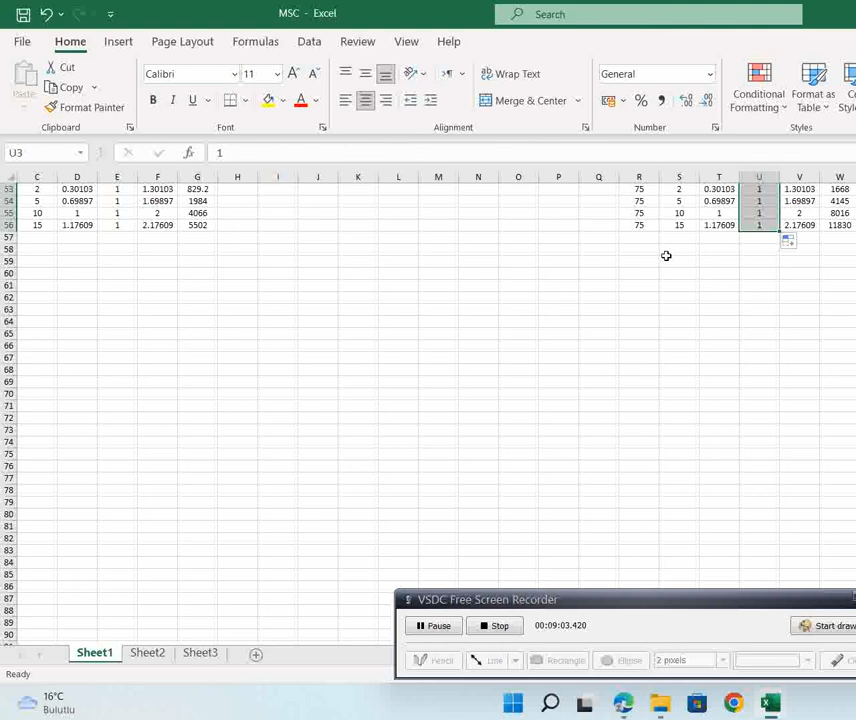 MSC - Excel
Search
File Home Insert Page Layout Formulas Data Review View Help
Paste
Cut
Copy
Format Painter
Calibri 11
B I U
Wrap Text
Merge & Center
General
Conditional Formatting
Format as Table
Clipboard Font Alignment Number Styles
U3 fx 1
C D E F G H I J K L M N O P Q R S T U V W
53 2 0.30103 1 1.30103 829.2 75 2 0.30103 1 1.30103 1668
54 5 0.69897 1 1.69897 1984 75 5 0.69897 1 1.69897 4145
55 10 1 1 2 4066 75 10 1 1 2 8016
56 15 1.17609 1 2.17609 5502 75 15 1.17609 1 2.17609 11830
57
58
59
60
61
62
63
64
65
66
67
68
69
70
71
72
73
74
75
76
77
78
79
80
81
82
83
84
85
86
87
88
89
90
VSDC Free Screen Recorder
Pause Stop 00:09:03.420 Start draw
Pencil Line Rectangle Ellipse 2 pixels
Sheet1 Sheet2 Sheet3
Ready
16°C
Bulutlu